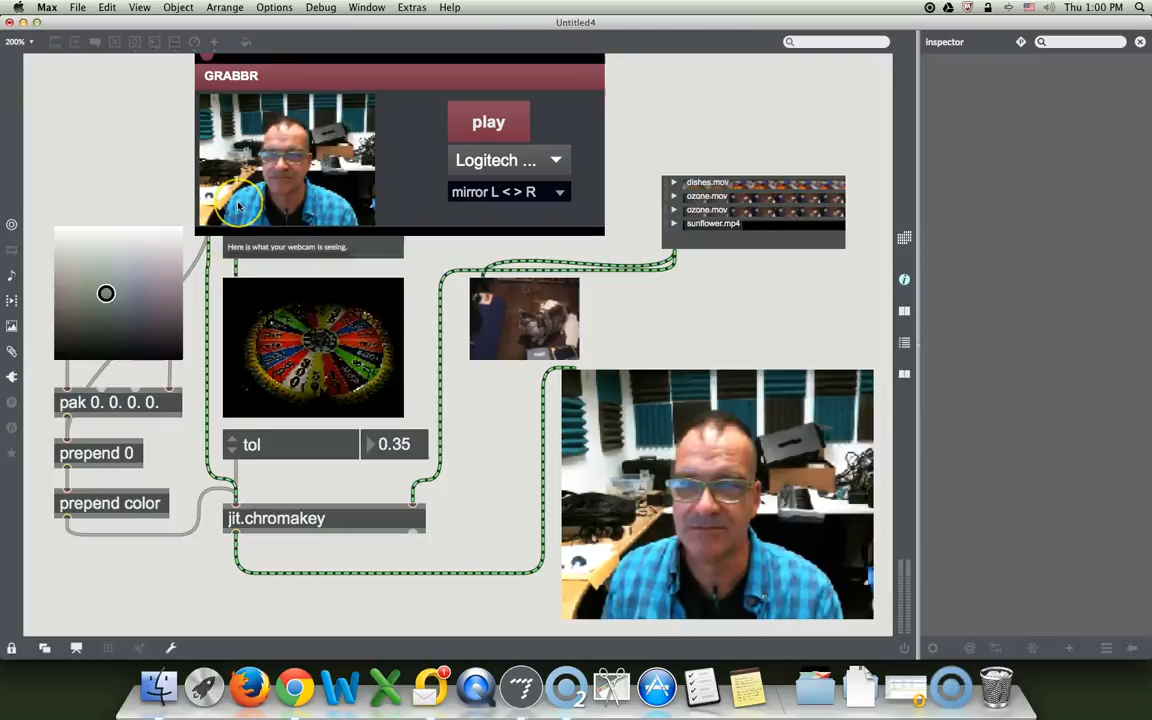 Max File Edit View Object Arrange Options Debug Window Extras Help
Thu 1:00 PM
Untitled4
200%
inspector
GRABBR
play
Logitech ...
mirror L < > R
dishes.mov
ozone.mov
ozone.mov
sunflower.mp4
Here is what your webcam is seeing.
pak 0. 0. 0. 0.
prepend 0
tol
0.35
prepend color
jit.chromakey
1
2